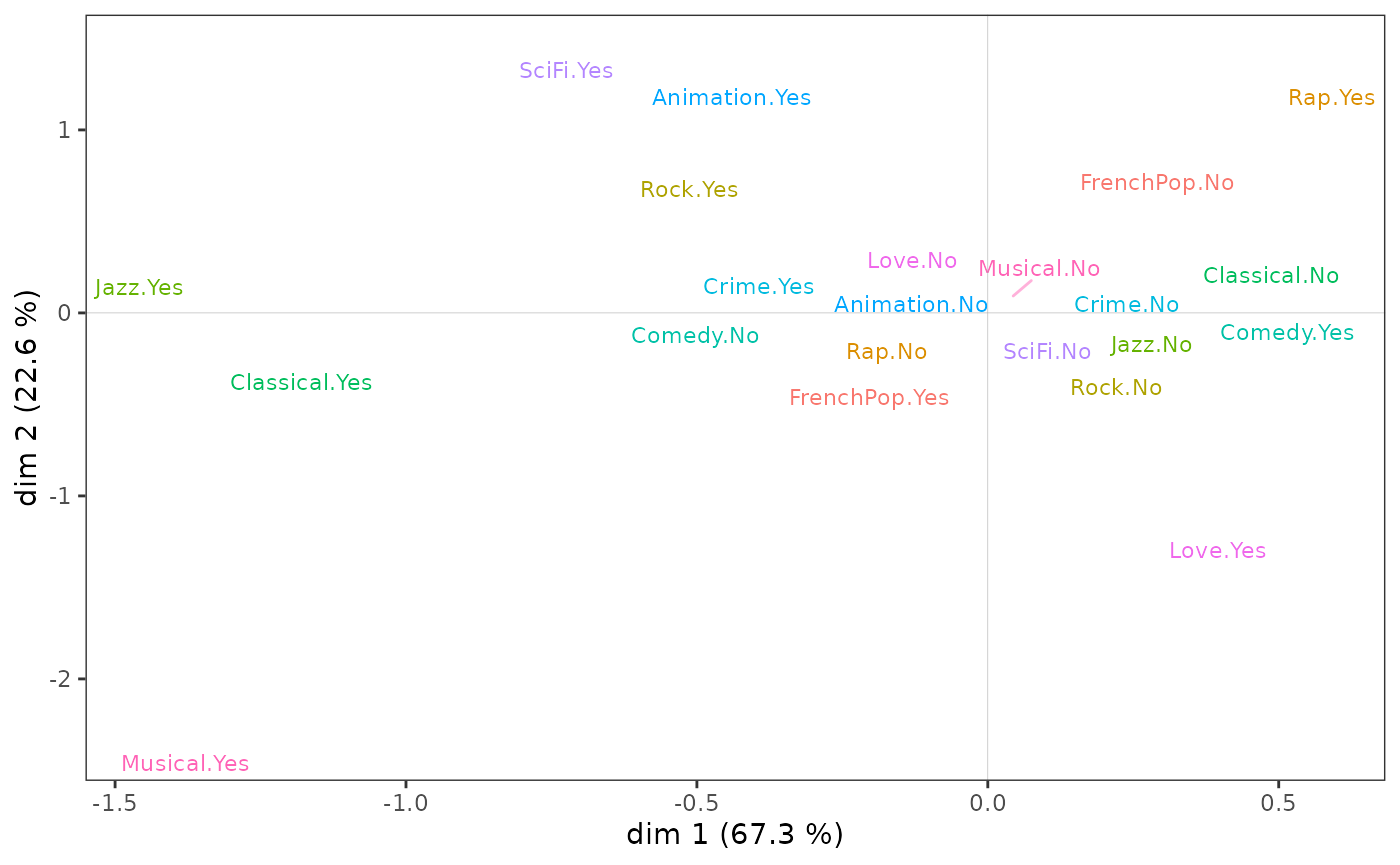 SciFi.Yes
Animation.Yes
Rap.Yes
1
FrenchPop.No
Rock.Yes
Love.No
Musical.No
Classical.No
Jazz.Yes
Crime.Yes
Animation.No
Crime.No
0
Comedy.No
Comedy.Yes
Rap.No
SciFi.No
Jazz.No
Classical.Yes
Rock.No
FrenchPop.Yes
dim 2 (22.6 %)
-1
Love.Yes
-2
Musical.Yes
-1.5 -1.0 -0.5 0.0 0.5
dim 1 (67.3 %)